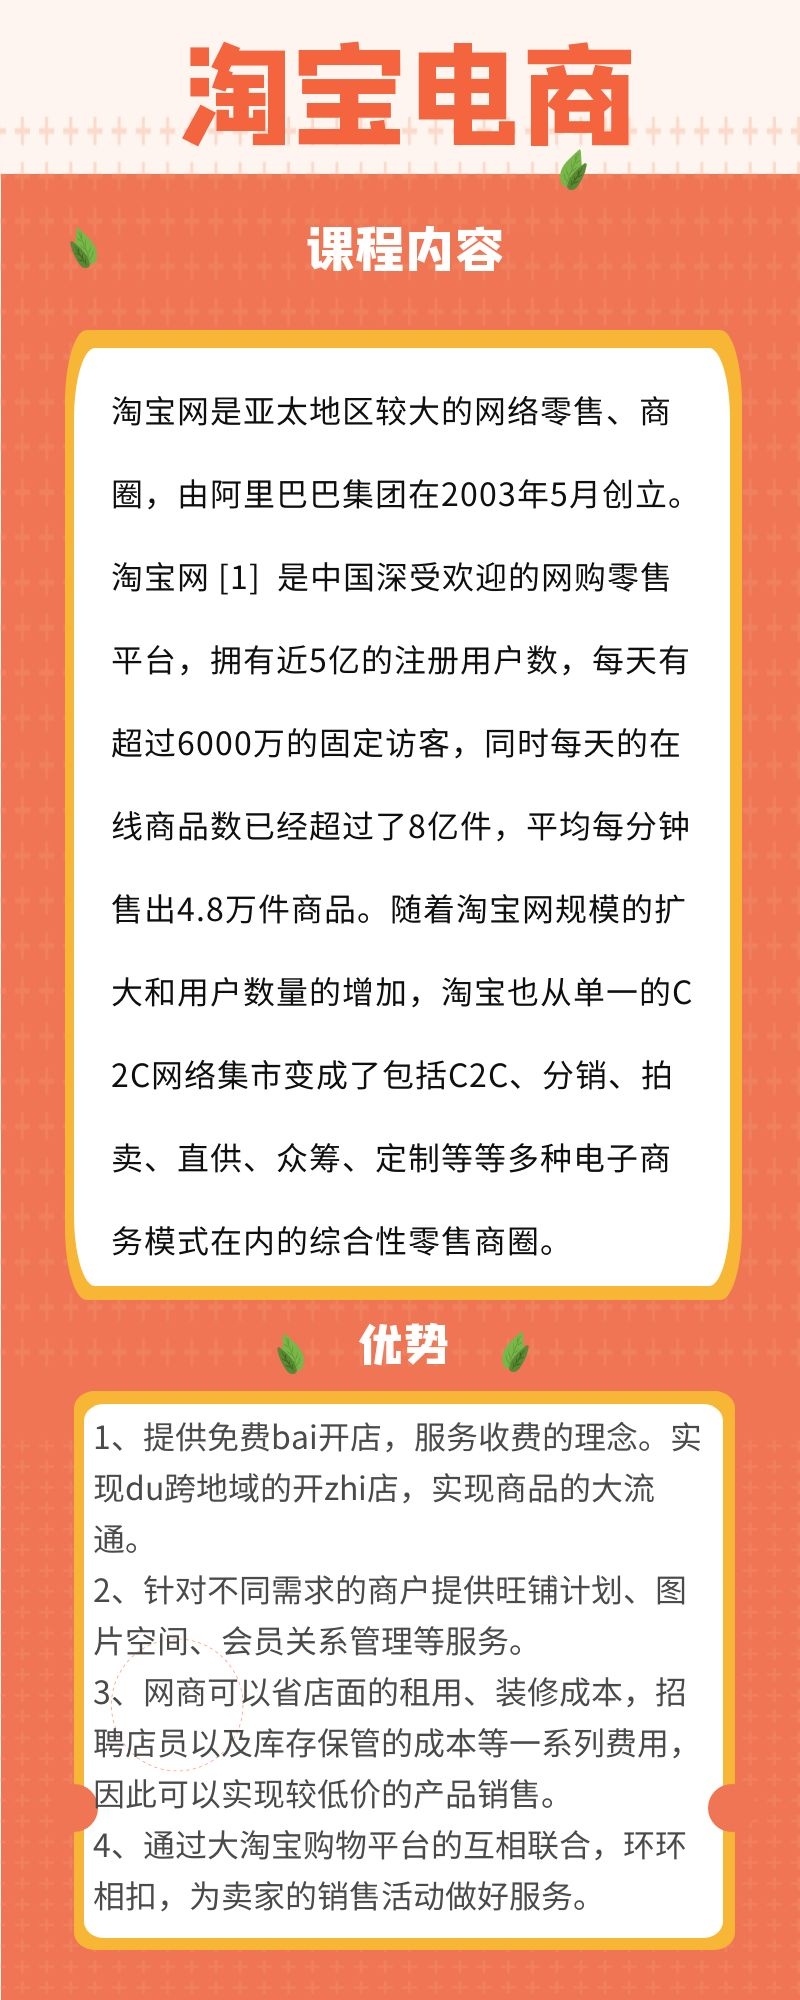 淘宝电商
课程内容
淘宝网是亚太地区较大的网络零售、商
圈，由阿里巴巴集团在2003年5月创立。
淘宝网 [1]  是中国深受欢迎的网购零售
平台，拥有近5亿的注册用户数，每天有
超过6000万的固定访客，同时每天的在
线商品数已经超过了8亿件，平均每分钟
售出4.8万件商品。随着淘宝网规模的扩
大和用户数量的增加，淘宝也从单一的C
2C网络集市变成了包括C2C、分销、拍
卖、直供、众筹、定制等等多种电子商
务模式在内的综合性零售商圈。
优势
1、提供免费bai开店，服务收费的理念。实
现du跨地域的开zhi店，实现商品的大流
通。
2、针对不同需求的商户提供旺铺计划、图
片空间、会员关系管理等服务。
3、网商可以省店面的租用、装修成本，招
聘店员以及库存保管的成本等一系列费用，
因此可以实现较低价的产品销售。
4、通过大淘宝购物平台的互相联合，环环
相扣，为卖家的销售活动做好服务。